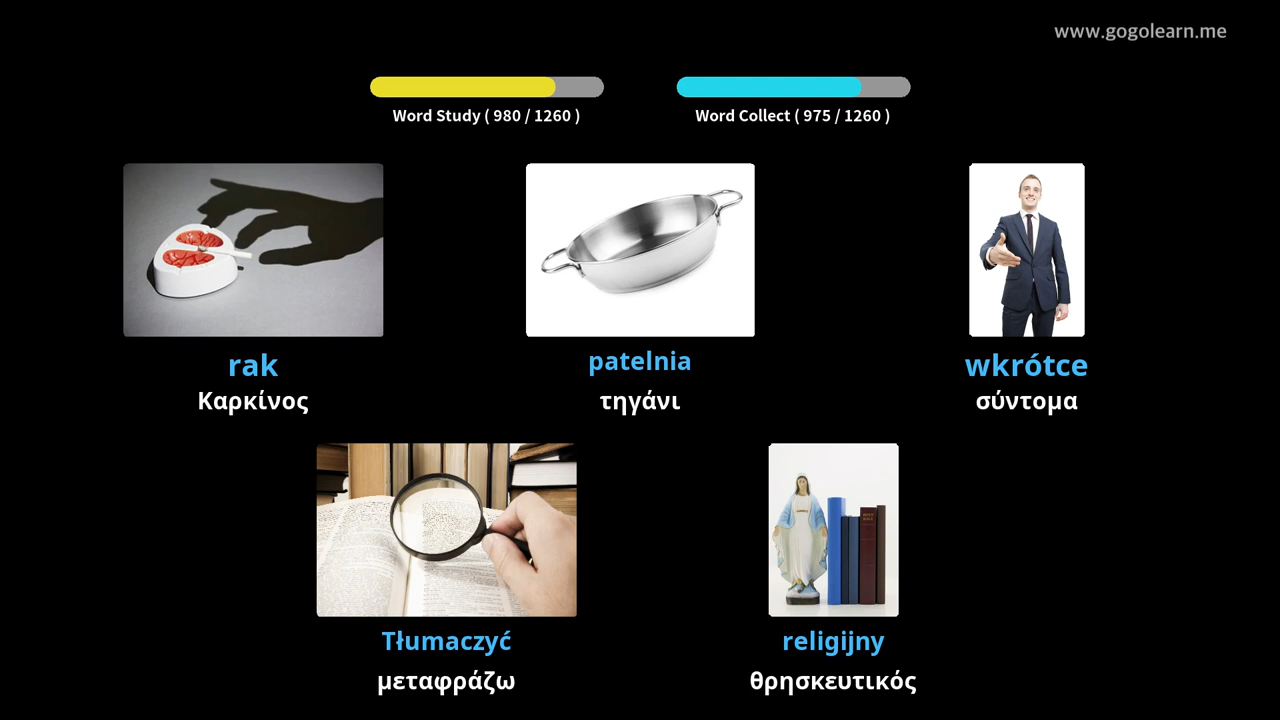 www.gogolearn.me
Word Study ( 980 / 1260 )
Word Collect ( 975 / 1260 )
rak
patelnia
wkrótce
Καρκίνος
τηγάνι
σύντομα
Tłumaczyć
religijny
μεταφράζω
θρησκευτικός